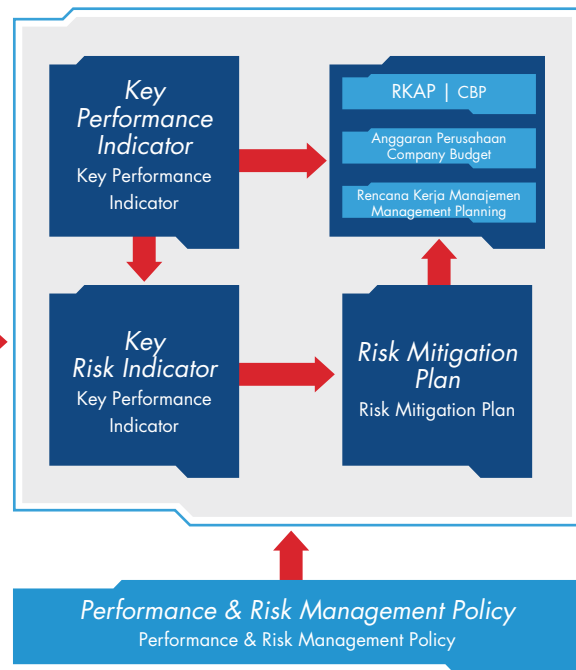 Key
Performance
Indicator
Key Performance
Indicator
RKAP | CBP
Anggaran Perusahaan
Company Budget
Rencana Kerja Manajemen
Management Planning
Key
Risk Indicator
Key Performance
Indicator
Risk Mitigation
Plan
Risk Mitigation Plan
Performance & Risk Management Policy
Performance & Risk Management Policy